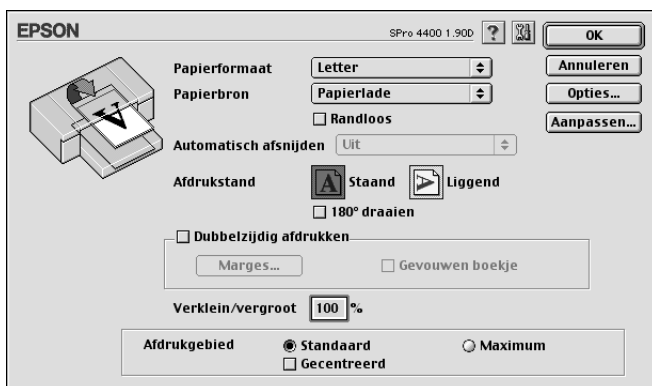 EPSON SPro 4400 1.90D ? OK
Papierformaat Letter Annuleren
Papierbron Papierlade Opties...
Randloos Aanpassen...
Automatisch afsnijden Uit
Afdrukstand A Staand A Liggend
180° draaien
Dubbelzijdig afdrukken
Marges... Gevouwen boekje
Verklein/vergroot 100 %
Afdrukgebied Standaard Maximum
Gecentreerd